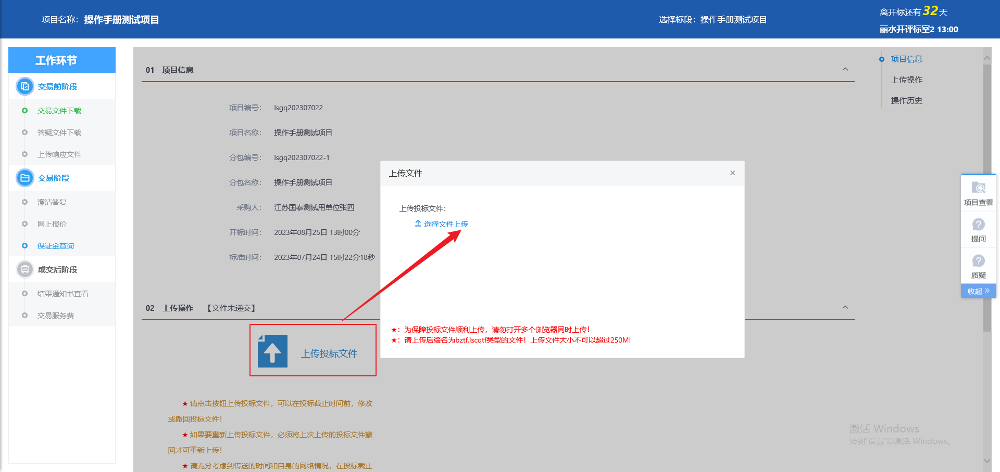 项目名称：操作手册测试项目
选择标段：操作手册测试项目
离开标还有32天
丽水开评标室2 13:00
工作环节
交易前阶段
交易文件下载
答疑文件下载
上传响应文件
交易阶段
澄清答复
网上报价
保证金查询
成交后阶段
结果通知书查看
交易服务费
01 项目信息
项目编号： lsgq202307022
项目名称： 操作手册测试项目
分包编号： lsgq202307022-1
分包名称： 操作手册测试项目
采购人： 江苏国泰测试用单位张四
开标时间： 2023年08月25日 13时00分
标准时间： 2023年07月24日 15时22分18秒
02 上传操作 【文件未递交】
上传投标文件
★ 请点击按钮上传投标文件，可以在投标截止时间前，修改
或撤回投标文件！
★ 如果要重新上传投标文件，必须将上次上传的投标文件撤
回才可重新上传！
★ 请充分考虑到传送的时间和自身的网络情况，在投标截止
上传文件
×
上传投标文件：
选择文件上传
★：为保障投标文件顺利上传，请勿打开多个浏览器同时上传！
★：请上传后缀名为bztf,lscqtf类型的文件！上传文件大小不可以超过250M!
项目信息
上传操作
操作历史
项目查看
提问
质疑
收起
激活 Windows
转到"设置"以激活 Windows。